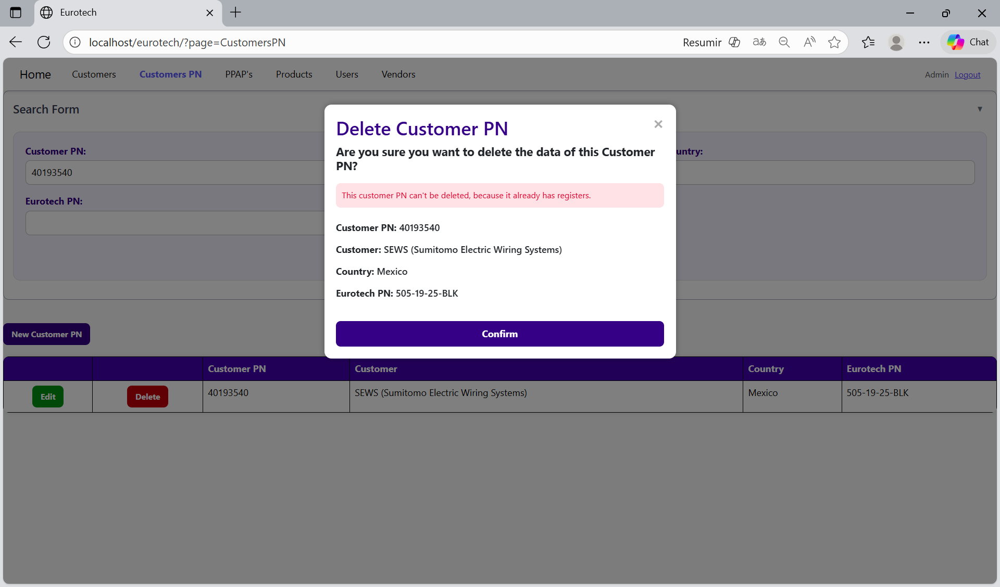 Eurotech
localhost/eurotech/?page=CustomersPN
Resumir
aあ
A
Chat
Home
Customers
Customers PN
PPAP's
Products
Users
Vendors
Admin
Logout
Search Form
Customer PN:
untry:
40193540
Eurotech PN:
Delete Customer PN
Are you sure you want to delete the data of this Customer
PN?
This customer PN can't be deleted, because it already has registers.
Customer PN: 40193540
Customer: SEWS (Sumitomo Electric Wiring Systems)
Country: Mexico
Eurotech PN: 505-19-25-BLK
Confirm
New Customer PN
Customer PN
Customer
Country
Eurotech PN
Edit
Delete
40193540
SEWS (Sumitomo Electric Wiring Systems)
Mexico
505-19-25-BLK